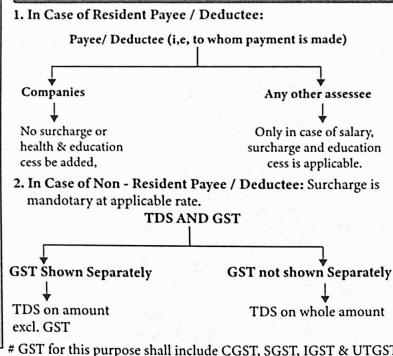 1. In Case of Resident Payee / Deductee:
Payee/ Deductee (i,e, to whom payment is made)
Companies
Any other assessee
No surcharge or
health & education
cess be added,
Only in case of salary,
surcharge and education
cess is applicable.
2. In Case of Non - Resident Payee / Deductee: Surcharge is
mandotary at applicable rate.
TDS AND GST
GST Shown Separately
GST not shown Separately
TDS on amount
excl. GST
TDS on whole amount
# GST for this purpose shall include CGST, SGST, IGST & UTGST